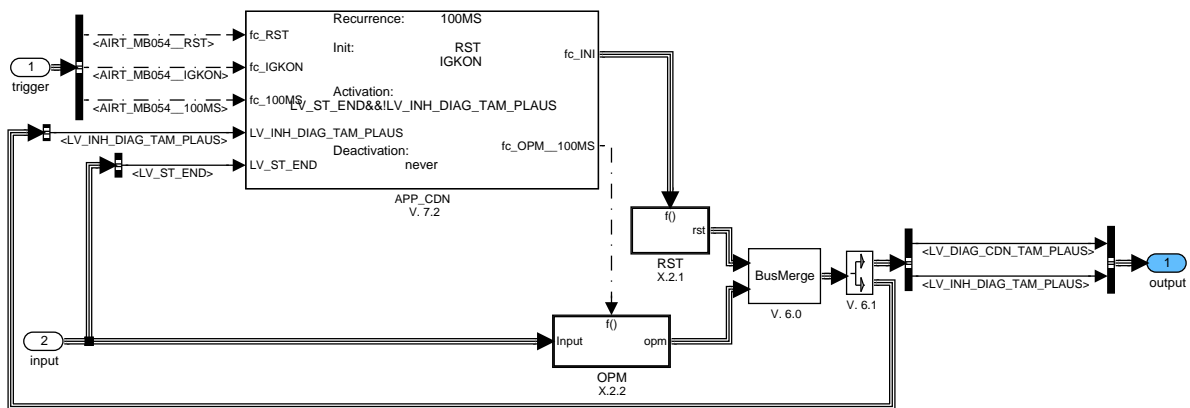 Recurrence: 100MS
<AIRT_MB054__RST>
fc_RST
Init: RST
IGKON
fc_INI
1
trigger
<AIRT_MB054__IGKON>
fc_IGKON
Activation:
<AIRT_MB054__100MS>
fc_100MS
LV_ST_END&&!LV_INH_DIAG_TAM_PLAUS
<LV_INH_DIAG_TAM_PLAUS>
LV_INH_DIAG_TAM_PLAUS
Deactivation:
never
fc_OPM__100MS
<LV_ST_END>
LV_ST_END
APP_CDN
V. 7.2
f()
rst
RST
X.2.1
BusMerge
V. 6.0
V. 6.1
<LV_DIAG_CDN_TAM_PLAUS>
<LV_INH_DIAG_TAM_PLAUS>
1
output
2
input
f()
Input
opm
OPM
X.2.2